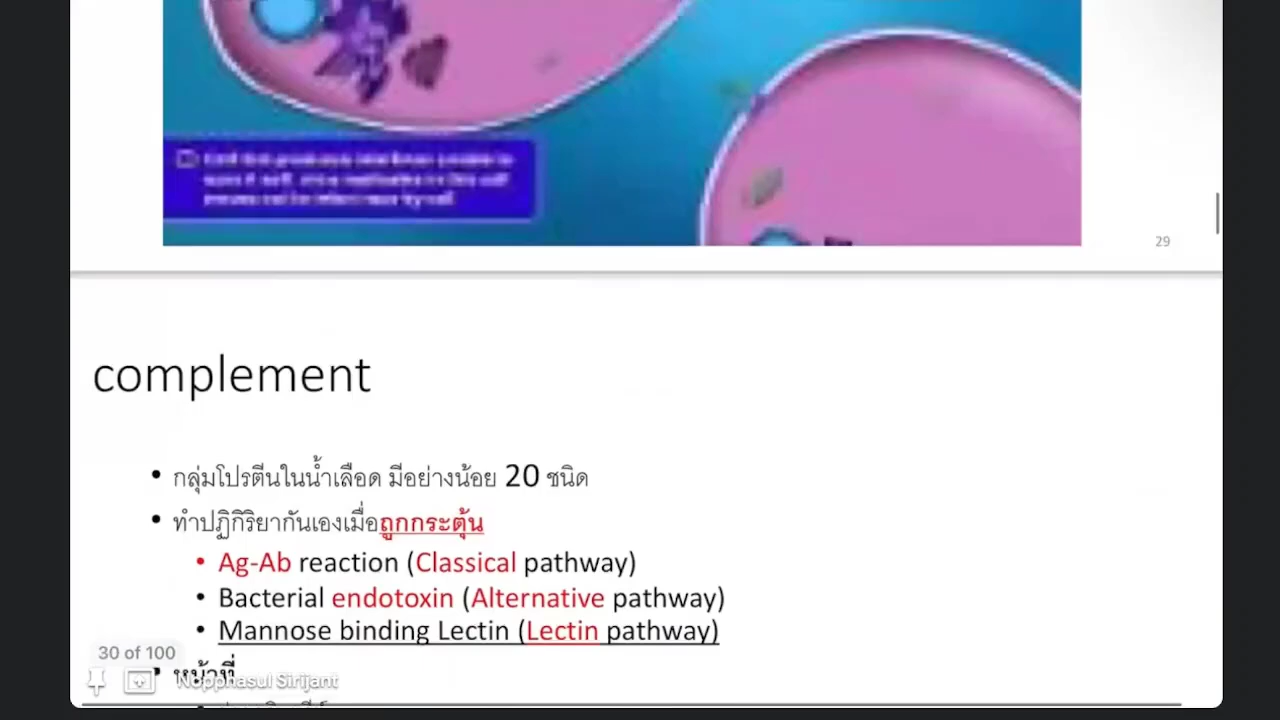 29
complement
• กลุ่มโปรตีนในน้ำเลือด มีอย่างน้อย 20 ชนิด
• ทำปฏิกิริยากันเองเมื่อถูกกระตุ้น
• Ag-Ab reaction (Classical pathway)
• Bacterial endotoxin (Alternative pathway)
• Mannose binding Lectin (Lectin pathway)
30 of 100
• หน้าที่
Nopphasul Sirijant